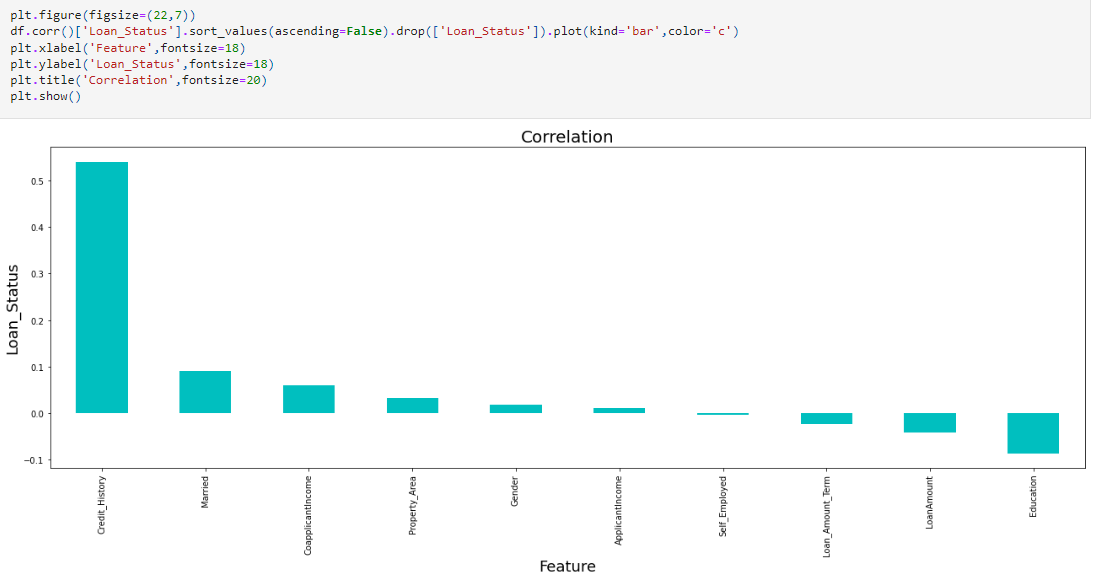 plt.figure(figsize=(22,7))
df.corr()['Loan_Status'].sort_values(ascending=False).drop(['Loan_Status']).plot(kind='bar',color='c')
plt.xlabel('Feature',fontsize=18)
plt.ylabel('Loan_Status',fontsize=18)
plt.title('Correlation',fontsize=20)
plt.show()
Correlation
Loan_Status
0.5
0.4
0.3
0.2
0.1
0.0
−0.1
Credit_History
Married
CoapplicantIncome
Property_Area
Gender
ApplicantIncome
Self_Employed
Loan_Amount_Term
LoanAmount
Education
Feature